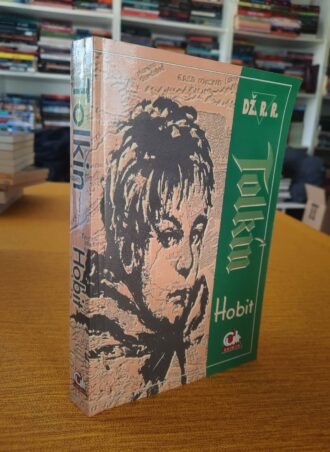 Tolkin
Hobit
DŽ. R. R.
Tolkin
Hobit